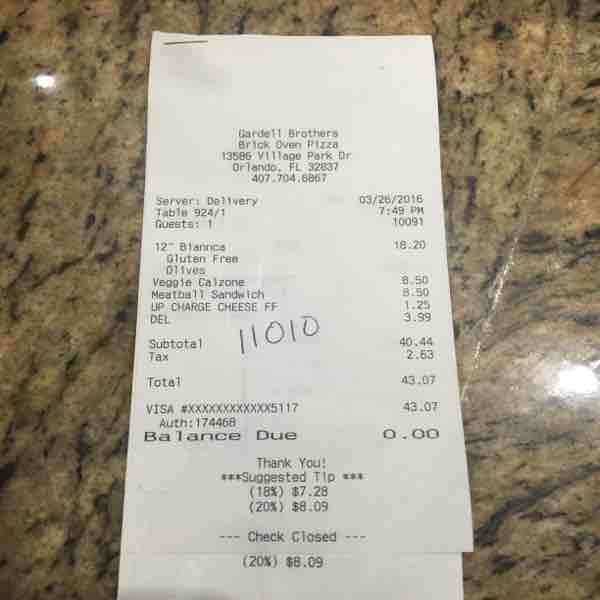 Gardell Brothers
Brick Oven Pizza
13586 Village Park Dr
Orlando, FL 32837
407.704.6867
Server: Delivery 03/26/2016
Table 924/1 7:49 PM
Guests: 1 10091
12" Biannca 18.20
Gluten Free
Olives
Veggie Calzone 8.50
Meatball Sandwich 8.50
UP CHARGE CHEESE FF 1.25
DEL 3.99
11010
Subtotal 40.44
Tax 2.63
Total 43.07
VISA #XXXXXXXXXXXX5117 43.07
Auth:174468
Balance Due 0.00
Thank You!
***Suggested Tip ***
(18%) $7.28
(20%) $8.09
--- Check Closed ---
(20%) $8.09